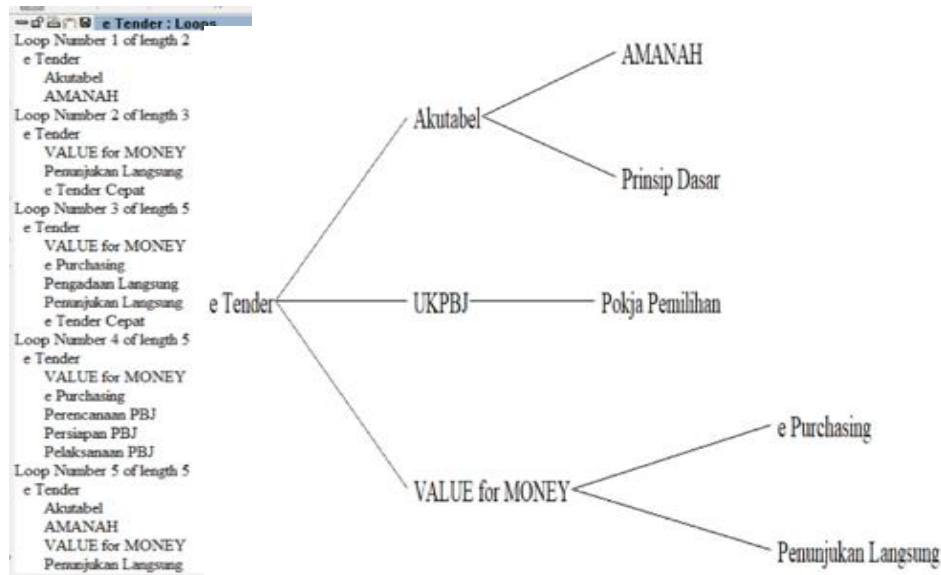 e Tender : Loops
Loop Number 1 of length 2
e Tender
Akutabel
AMANAH
Loop Number 2 of length 3
e Tender
VALUE for MONEY
Penunjukan Langsung
e Tender Cepat
Loop Number 3 of length 5
e Tender
VALUE for MONEY
e Purchasing
Pengadaan Langsung
Penunjukan Langsung
e Tender Cepat
Loop Number 4 of length 5
e Tender
VALUE for MONEY
e Purchasing
Perencanaan PBJ
Persiapan PBJ
Pelaksanaan PBJ
Loop Number 5 of length 5
e Tender
Akutabel
AMANAH
VALUE for MONEY
Penunjukan Langsung
AMANAH
Akutabel
Prinsip Dasar
e Tender
UKPBJ
Pokja Pemilihan
e Purchasing
VALUE for MONEY
Penunjukan Langsung